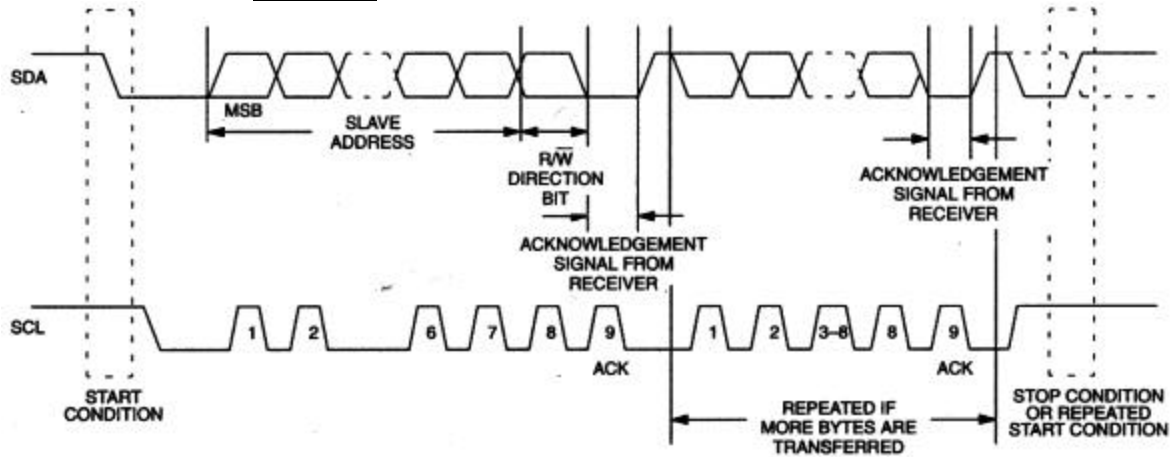 SDA
MSB
SLAVE
ADDRESS
R/W̅
DIRECTION
BIT
ACKNOWLEDGEMENT
SIGNAL FROM
RECEIVER
ACKNOWLEDGEMENT
SIGNAL FROM
RECEIVER
SCL
1 2 6 7 8 9 1 2 3–8 8 9
ACK ACK
START
CONDITION
REPEATED IF
MORE BYTES ARE
TRANSFERRED
STOP CONDITION
OR REPEATED
START CONDITION